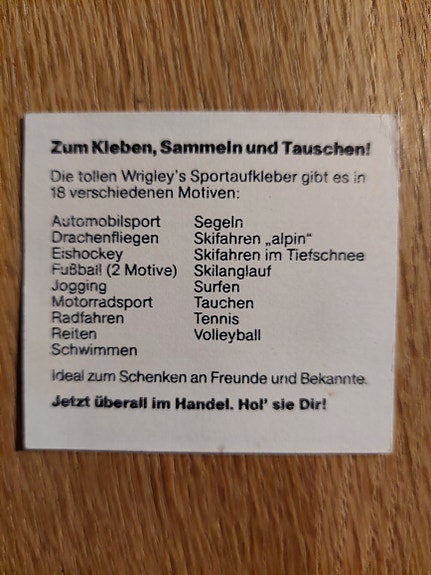 Zum Kleben, Sammeln und Tauschen!
Die tollen Wrigley's Sportaufkleber gibt es in
18 verschiedenen Motiven:
Automobilsport
Drachenfliegen
Eishockey
Fußball (2 Motive)
Jogging
Motorradsport
Radfahren
Reiten
Schwimmen
Segeln
Skifahren „alpin"
Skifahren im Tiefschnee
Skilanglauf
Surfen
Tauchen
Tennis
Volleyball
Ideal zum Schenken an Freunde und Bekannte.
Jetzt überall im Handel. Hol' sie Dir!